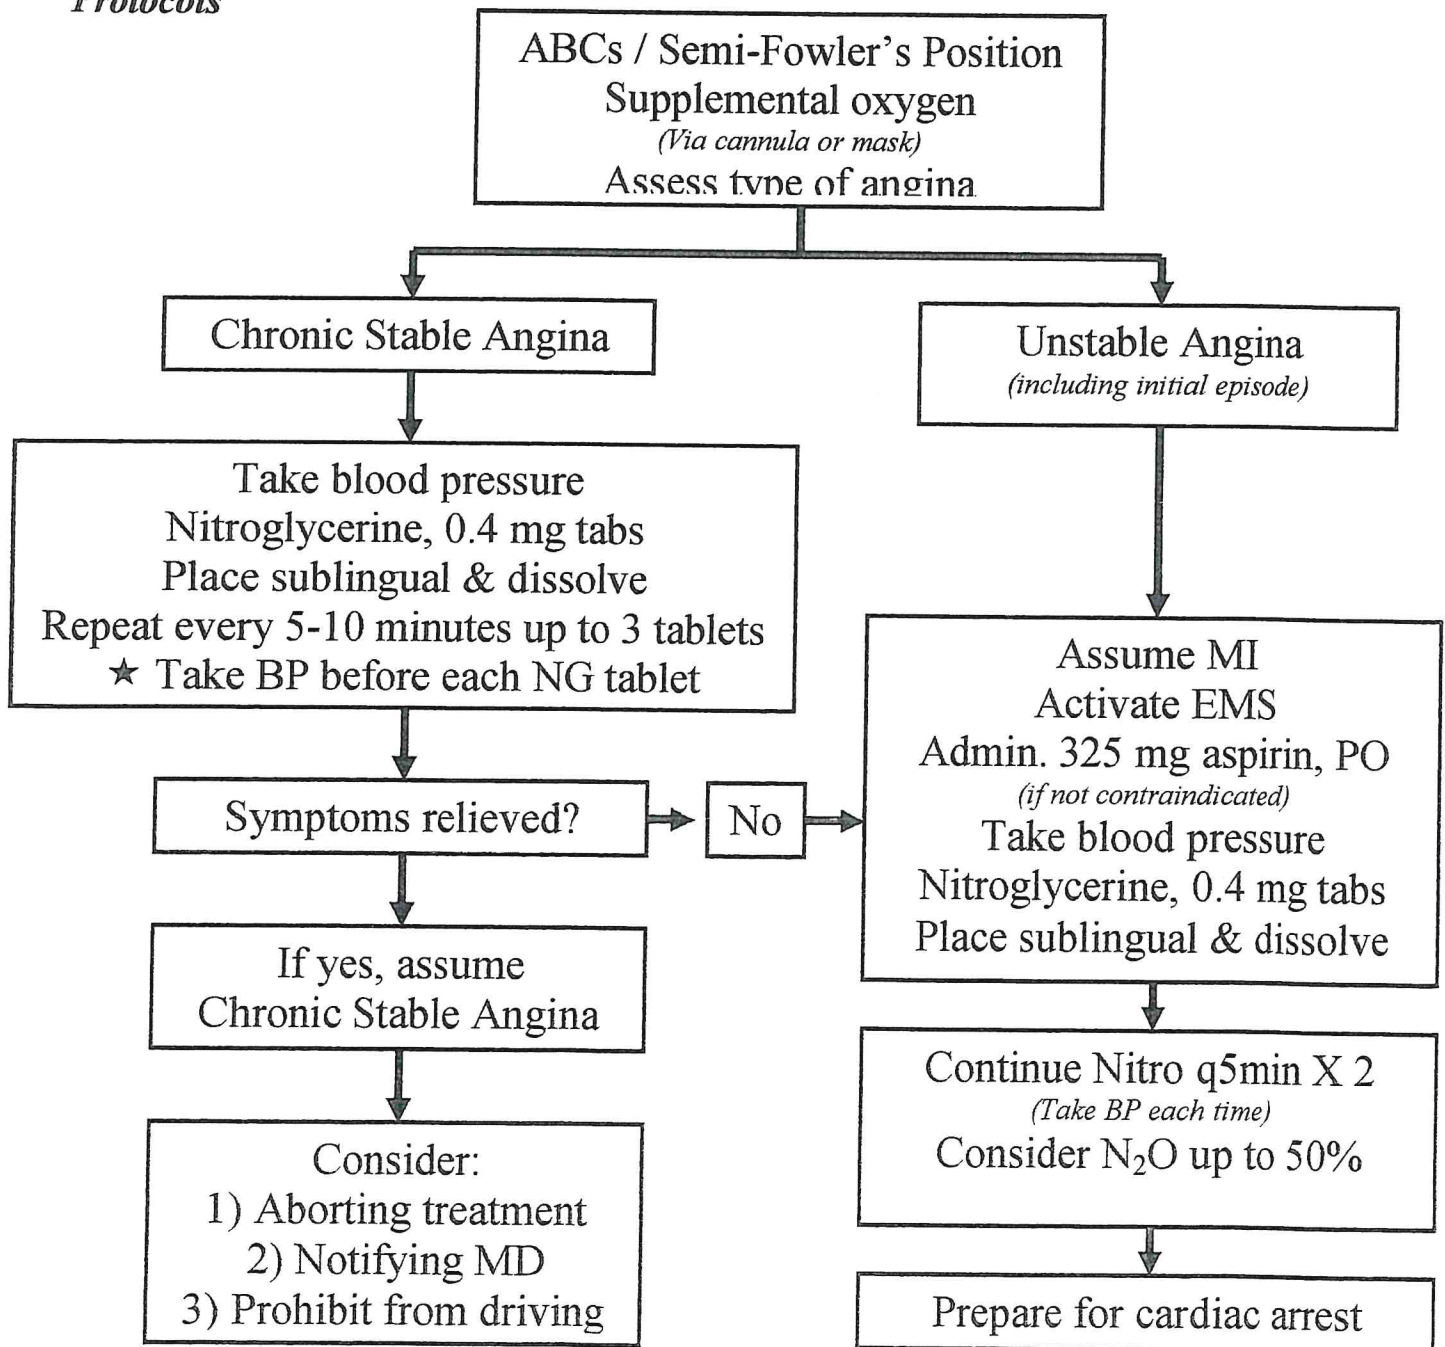 Protocols
ABCs / Semi-Fowler's Position
Supplemental oxygen
(Via cannula or mask)
Assess type of angina
Chronic Stable Angina
Unstable Angina
(including initial episode)
Take blood pressure
Nitroglycerine, 0.4 mg tabs
Place sublingual & dissolve
Repeat every 5-10 minutes up to 3 tablets
★ Take BP before each NG tablet
Symptoms relieved?
No
Assume MI
Activate EMS
Admin. 325 mg aspirin, PO
(if not contraindicated)
Take blood pressure
Nitroglycerine, 0.4 mg tabs
Place sublingual & dissolve
If yes, assume
Chronic Stable Angina
Continue Nitro q5min X 2
(Take BP each time)
Consider N₂O up to 50%
Consider:
1) Aborting treatment
2) Notifying MD
3) Prohibit from driving
Prepare for cardiac arrest